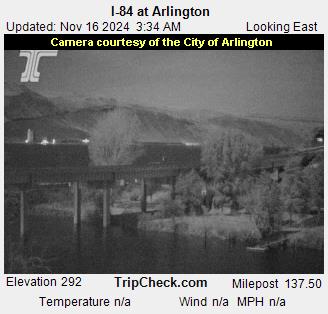 I-84 at Arlington
Updated: Nov 16 2024 3:34 AM Looking East
Camera courtesy of the City of Arlington
Elevation 292 TripCheck.com Milepost 137.50
Temperature n/a Wind n/a MPH n/a